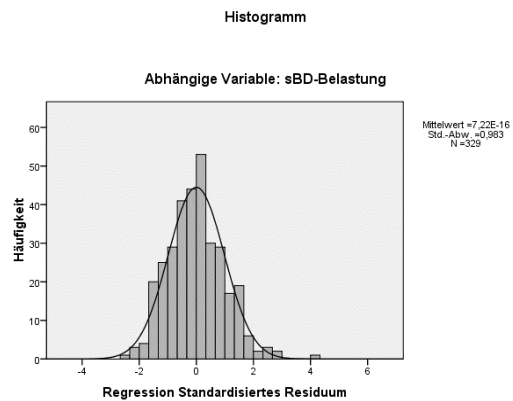 Histogramm
Abhängige Variable: sBD-Belastung
Mittelwert =7,22E-16
Std.-Abw. =0,983
N =329
Häufigkeit
60
50
40
30
20
10
0
-4 -2 0 2 4 6
Regression Standardisiertes Residuum